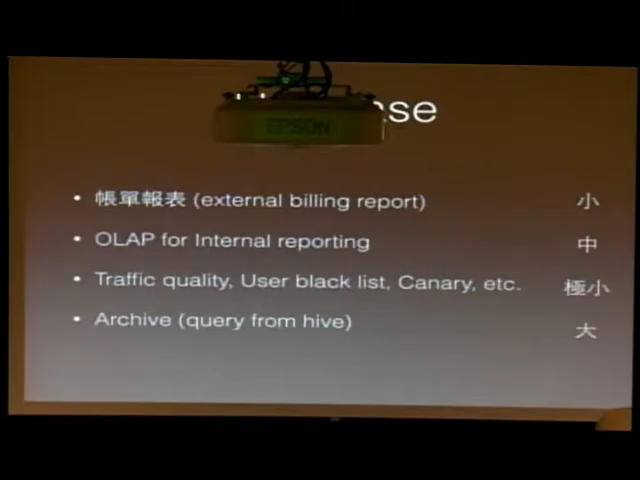 EPSON
• 帳單報表 (external billing report) 小
• OLAP for Internal reporting 中
• Traffic quality, User black list, Canary, etc. 極小
• Archive (query from hive) 大